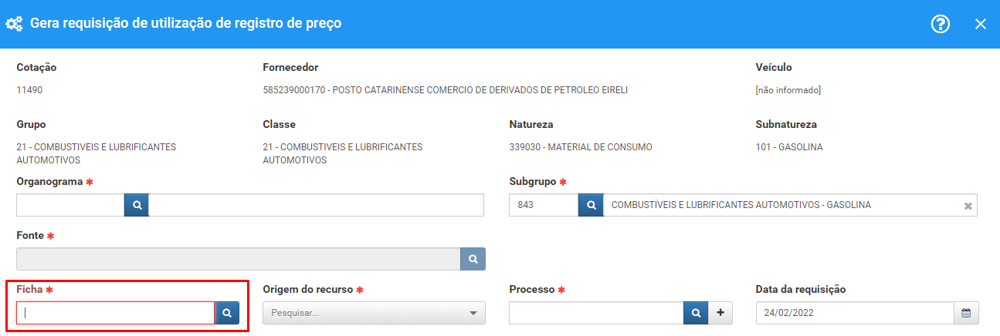 Gera requisição de utilização de registro de preço
Cotação Fornecedor Veículo
11490 585239000170 - POSTO CATARINENSE COMERCIO DE DERIVADOS DE PETROLEO EIRELI [não informado]
Grupo Classe Natureza Subnatureza
21 - COMBUSTIVEIS E LUBRIFICANTES 21 - COMBUSTIVEIS E LUBRIFICANTES 339030 - MATERIAL DE CONSUMO 101 - GASOLINA
AUTOMOTIVOS AUTOMOTIVOS
Organograma * Subgrupo *
843 COMBUSTÍVEIS E LUBRIFICANTES AUTOMOTIVOS - GASOLINA
Fonte *
Ficha * Origem do recurso * Processo * Data da requisição
Pesquisar... 24/02/2022